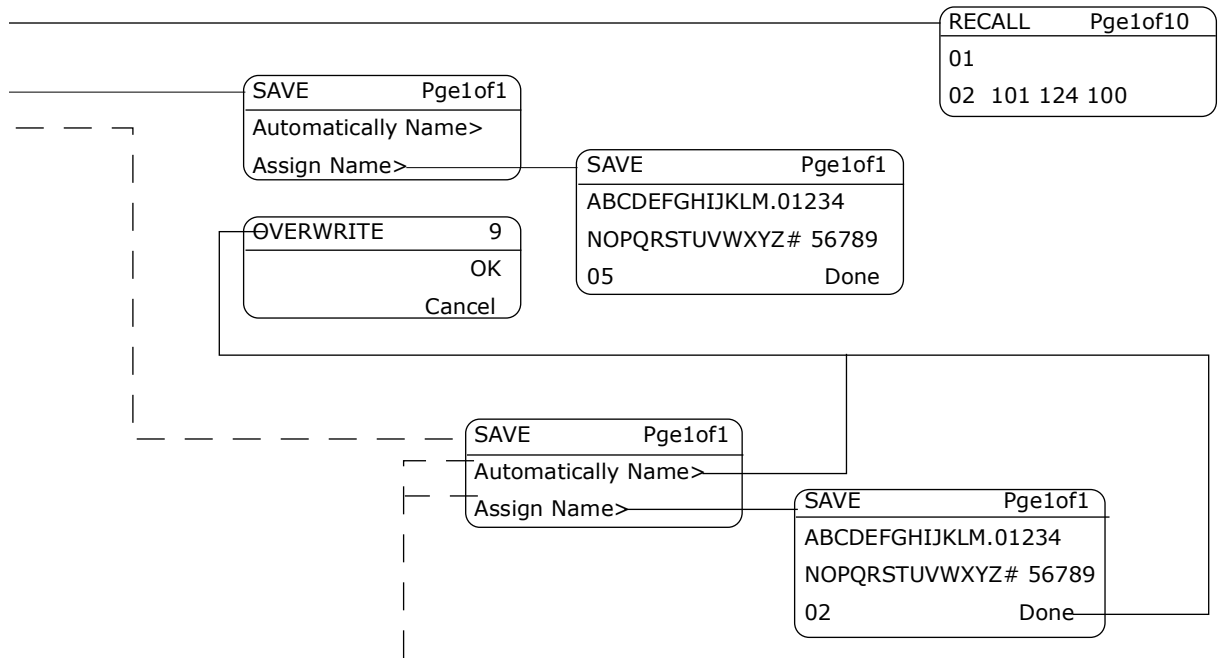 RECALL Pge1of10
01
02 101 124 100
SAVE Pge1of1
Automatically Name>
Assign Name>
SAVE Pge1of1
ABCDEFGHIJKLM.01234
NOPQRSTUVWXYZ# 56789
05 Done
OVERWRITE 9
OK
Cancel
SAVE Pge1of1
Automatically Name>
Assign Name>
SAVE Pge1of1
ABCDEFGHIJKLM.01234
NOPQRSTUVWXYZ# 56789
02 Done